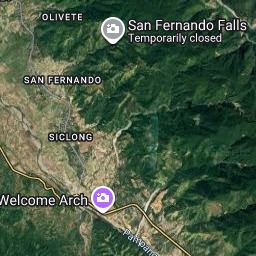 OLIVETE
San Fernando Falls
Temporarily closed
SAN FERNANDO
SICLONG
Welcome Arch